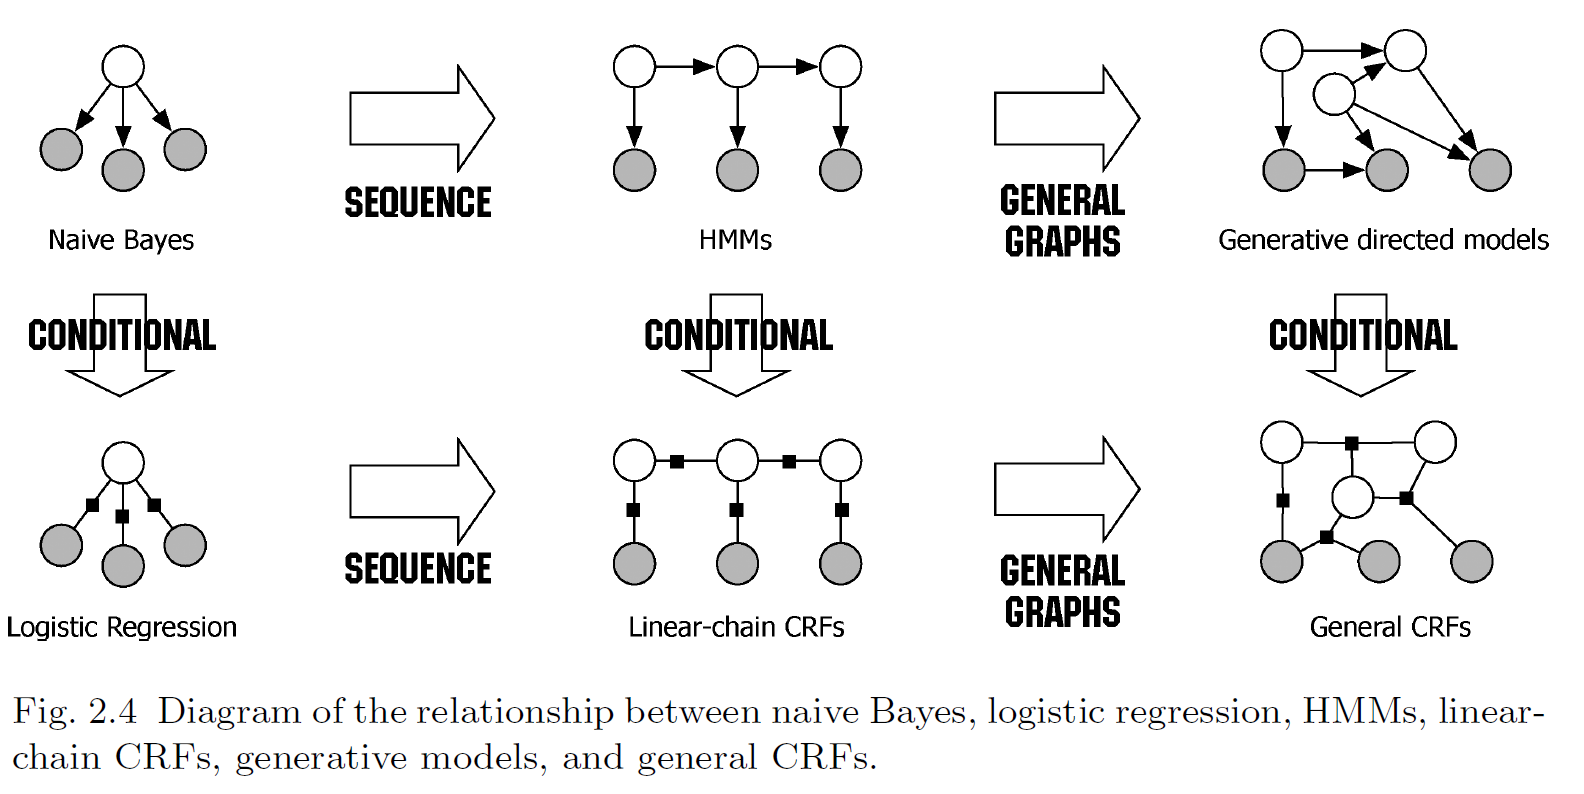 SEQUENCE
GENERAL
GRAPHS
Naive Bayes
HMMs
Generative directed models
CONDITIONAL
CONDITIONAL
CONDITIONAL
SEQUENCE
GENERAL
GRAPHS
Logistic Regression
Linear-chain CRFs
General CRFs
Fig. 2.4 Diagram of the relationship between naive Bayes, logistic regression, HMMs, linear-
chain CRFs, generative models, and general CRFs.